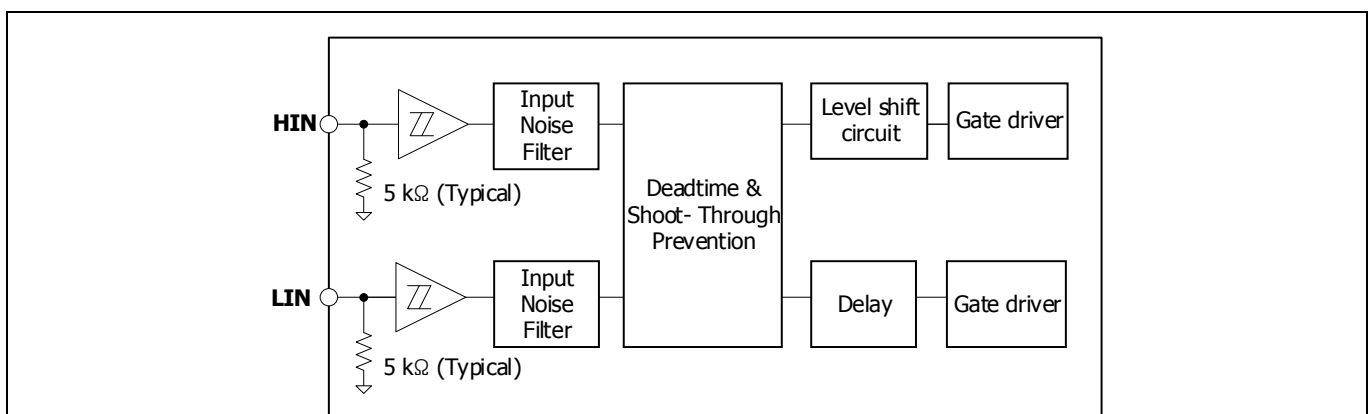 HIN
5 kΩ (Typical)
Input
Noise
Filter
Deadtime &
Shoot- Through
Prevention
Level shift
circuit
Gate driver
LIN
5 kΩ (Typical)
Input
Noise
Filter
Delay
Gate driver